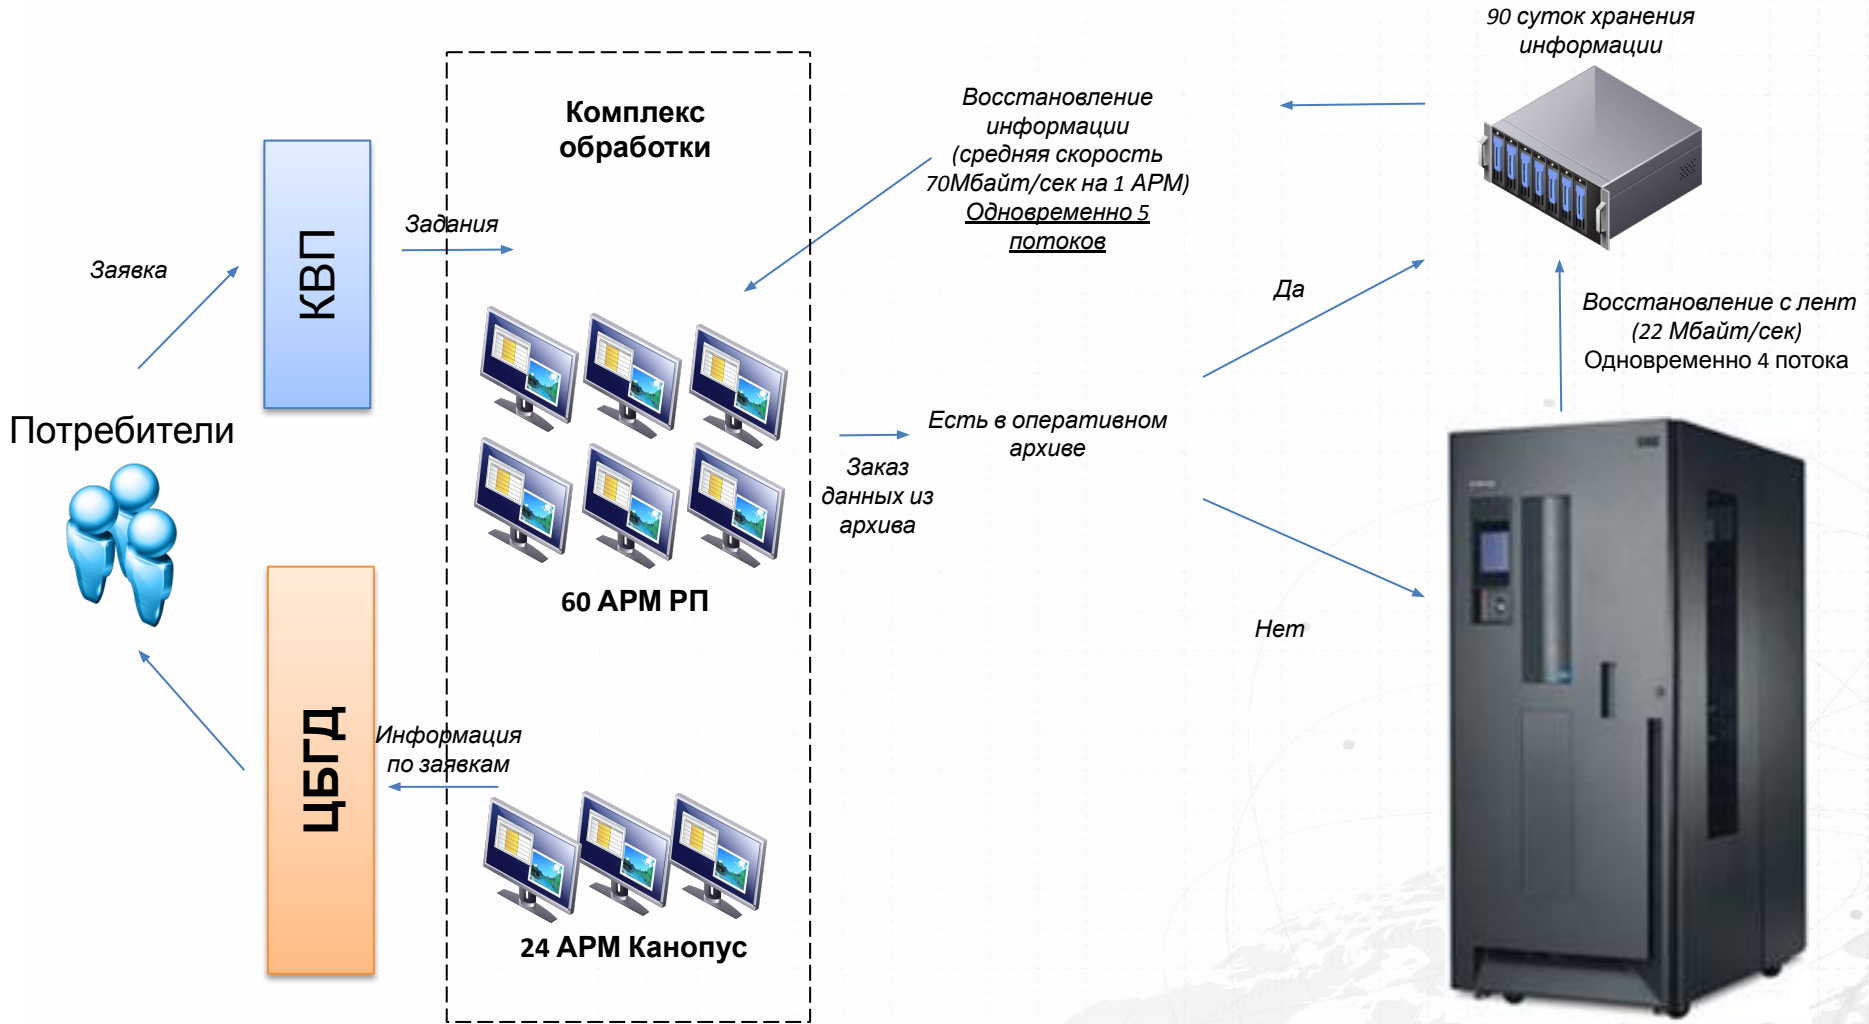 90 суток хранения
информации
Комплекс
обработки
Восстановление
информации
(средняя скорость
70Мбайт/сек на 1 АРМ)
Одновременно 5
потоков
КВП
Задания
Заявка
Да
Восстановление с лент
(22 Мбайт/сек)
Одновременно 4 потока
Потребители
Есть в оперативном
архиве
Заказ
данных из
архива
60 АРМ РП
Нет
ЦБГД
Информация
по заявкам
24 АРМ Канопус